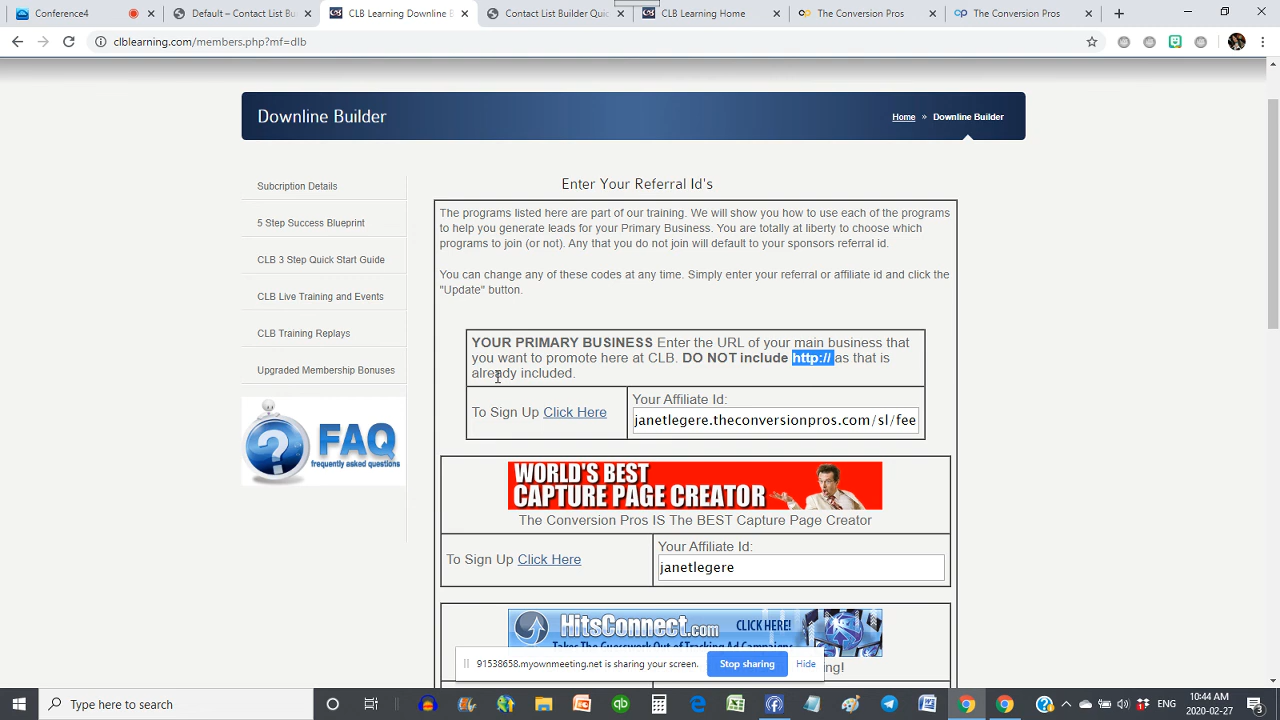 Conference4
Default – Contact List Bu
CLB Learning Downline B
Contact List Builder Quic
CLB Learning Home
The Conversion Pros
The Conversion Pros
clblearning.com/members.php?mf=dlb
Downline Builder
Home » Downline Builder
Subcription Details
5 Step Success Blueprint
CLB 3 Step Quick Start Guide
CLB Live Training and Events
CLB Training Replays
Upgraded Membership Bonuses
FAQ
frequently asked questions
Enter Your Referral Id's
The programs listed here are part of our training. We will show you how to use each of the programs
to help you generate leads for your Primary Business. You are totally at liberty to choose which
programs to join (or not). Any that you do not join will default to your sponsors referral id.
You can change any of these codes at any time. Simply enter your referral or affiliate id and click the
"Update" button.
YOUR PRIMARY BUSINESS Enter the URL of your main business that
you want to promote here at CLB. DO NOT include http:// as that is
already included.
To Sign Up Click Here
Your Affiliate Id:
janetlegere.theconversionpros.com/sl/fee
WORLD'S BEST
CAPTURE PAGE CREATOR
The Conversion Pros IS The BEST Capture Page Creator
To Sign Up Click Here
Your Affiliate Id:
janetlegere
HitsConnect.com
CLICK HERE!
91538658.myownmeeting.net is sharing your screen.
Stop sharing
Hide
Type here to search
ENG
10:44 AM
2020-02-27